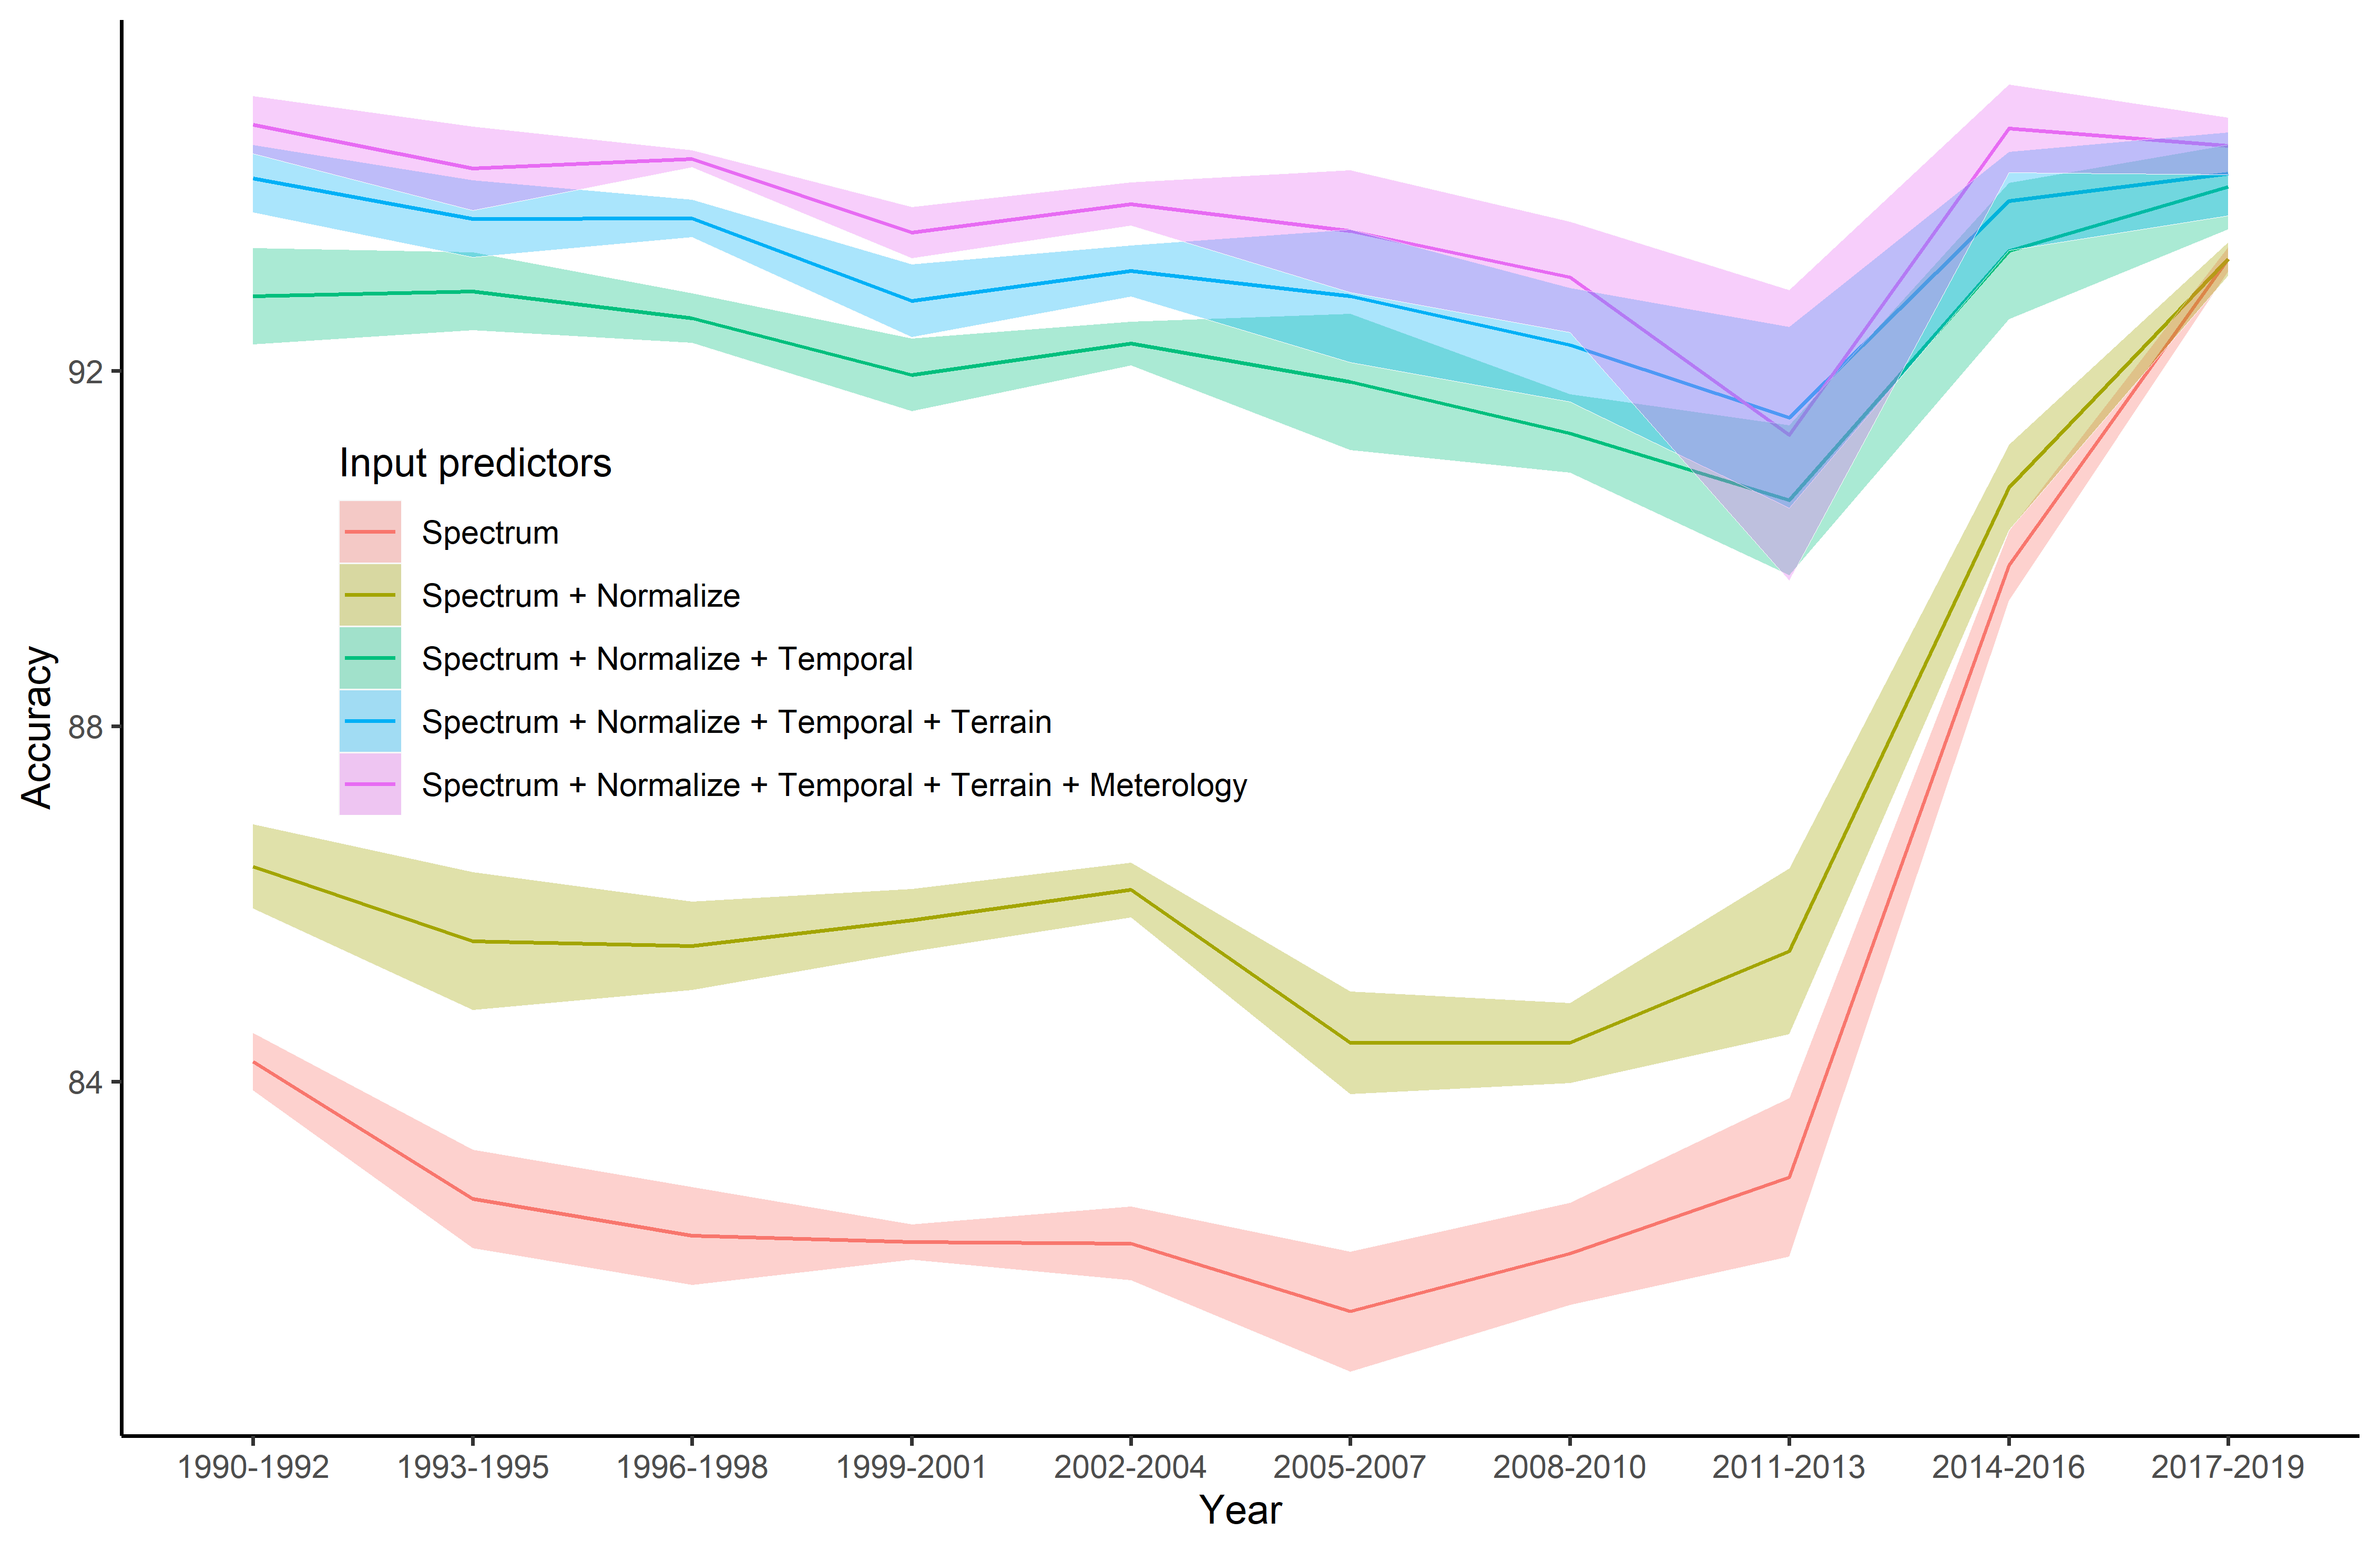 92
88
84
Accuracy
Input predictors
Spectrum
Spectrum + Normalize
Spectrum + Normalize + Temporal
Spectrum + Normalize + Temporal + Terrain
Spectrum + Normalize + Temporal + Terrain + Meterology
1990-1992 1993-1995 1996-1998 1999-2001 2002-2004 2005-2007 2008-2010 2011-2013 2014-2016 2017-2019
Year